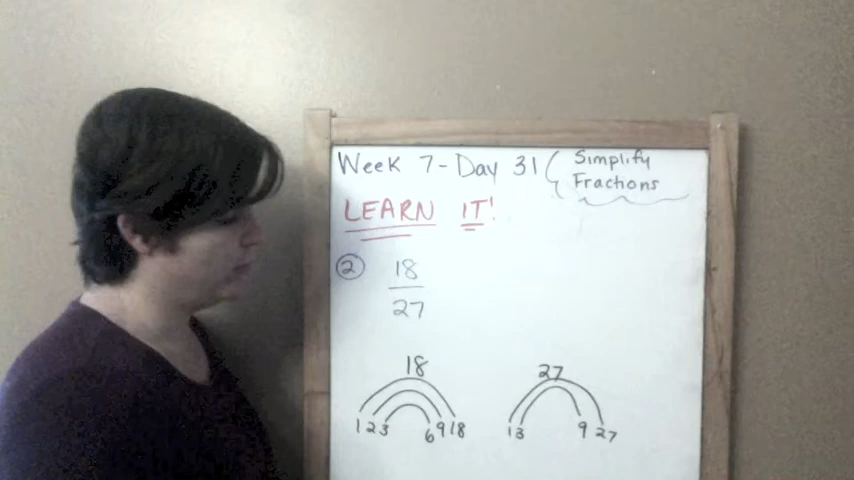 Week 7 - Day 31 ( Simplify
Fractions
LEARN IT!
2 18
27
18
1 2 3 6 9 18
27
1 3 9 27